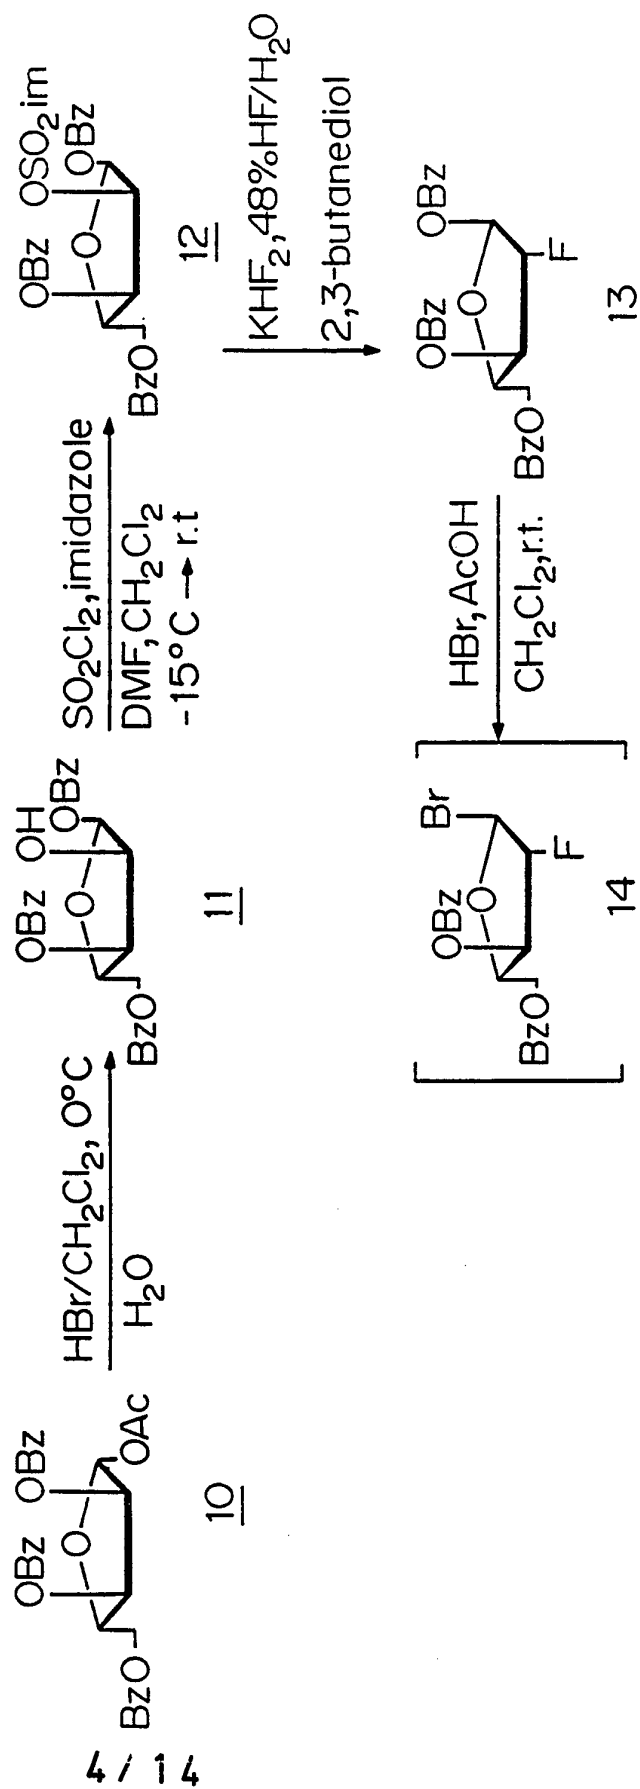 4/14
BzO
OBz
O
OBz
OAc
10
HBr/CH2Cl2, 0°C
H2O
BzO
OBz
O
OH
OBz
11
SO2Cl2, imidazole
DMF, CH2Cl2
-15°C → r.t
BzO
OBz
O
OSO2im
OBz
12
KHF2, 48%HF/H2O
2,3-butanediol
BzO
OBz
O
OBz
F
13
HBr, AcOH
CH2Cl2, r.t.
BzO
OBz
O
Br
F
14